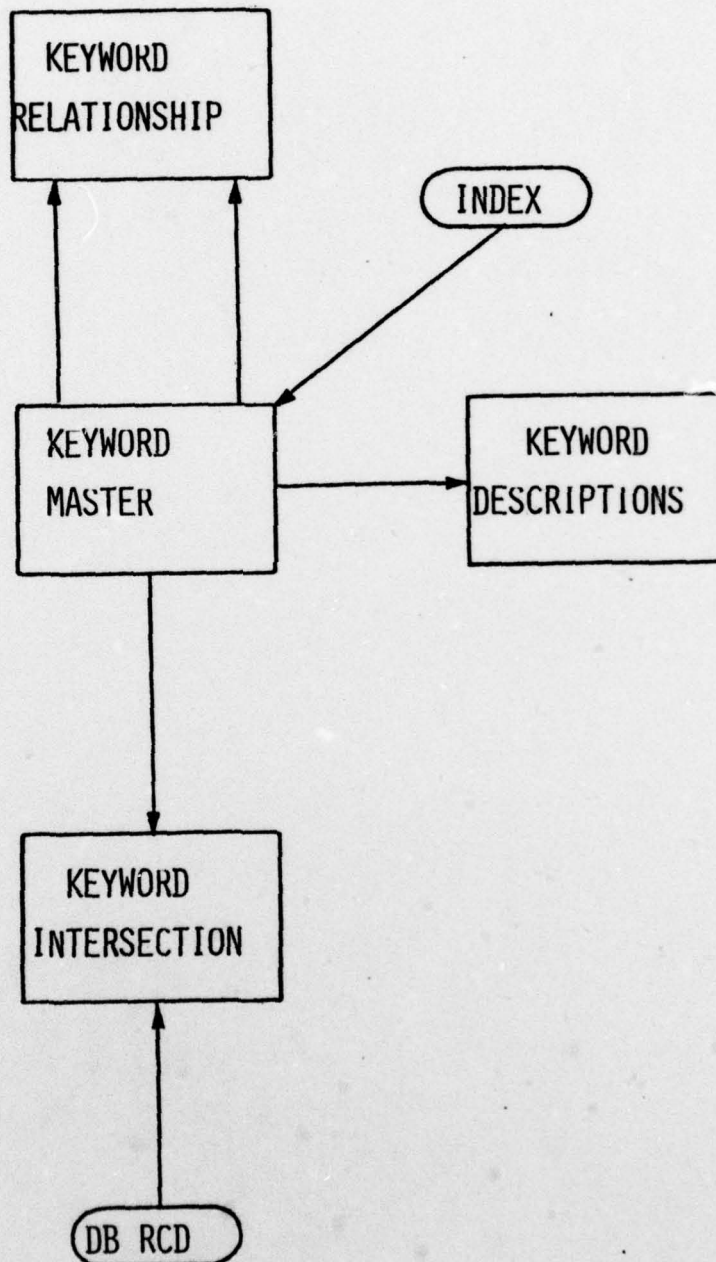 KEYWORD
RELATIONSHIP
INDEX
KEYWORD
MASTER
KEYWORD
DESCRIPTIONS
KEYWORD
INTERSECTION
DB RCD